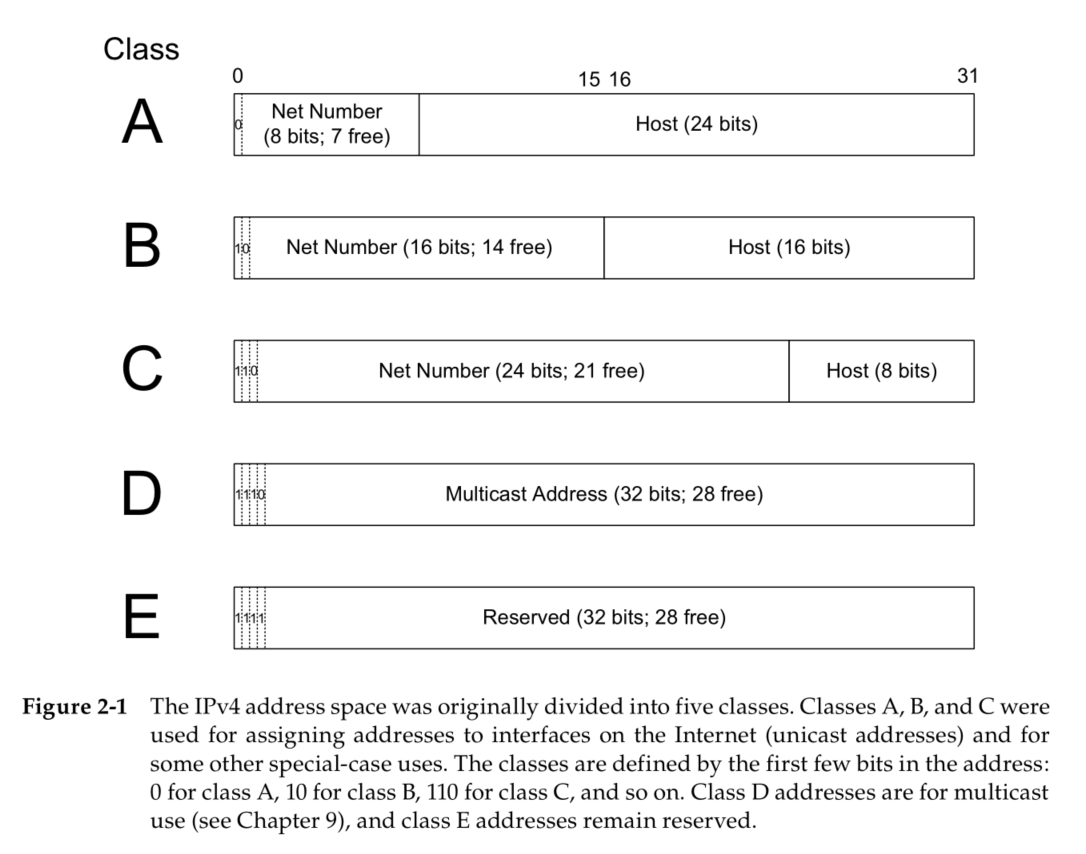 Class
0 15 16 31
A 0 Net Number (8 bits; 7 free) Host (24 bits)
B 10 Net Number (16 bits; 14 free) Host (16 bits)
C 110 Net Number (24 bits; 21 free) Host (8 bits)
D 1110 Multicast Address (32 bits; 28 free)
E 1111 Reserved (32 bits; 28 free)
Figure 2-1 The IPv4 address space was originally divided into five classes. Classes A, B, and C were
used for assigning addresses to interfaces on the Internet (unicast addresses) and for
some other special-case uses. The classes are defined by the first few bits in the address:
0 for class A, 10 for class B, 110 for class C, and so on. Class D addresses are for multicast
use (see Chapter 9), and class E addresses remain reserved.